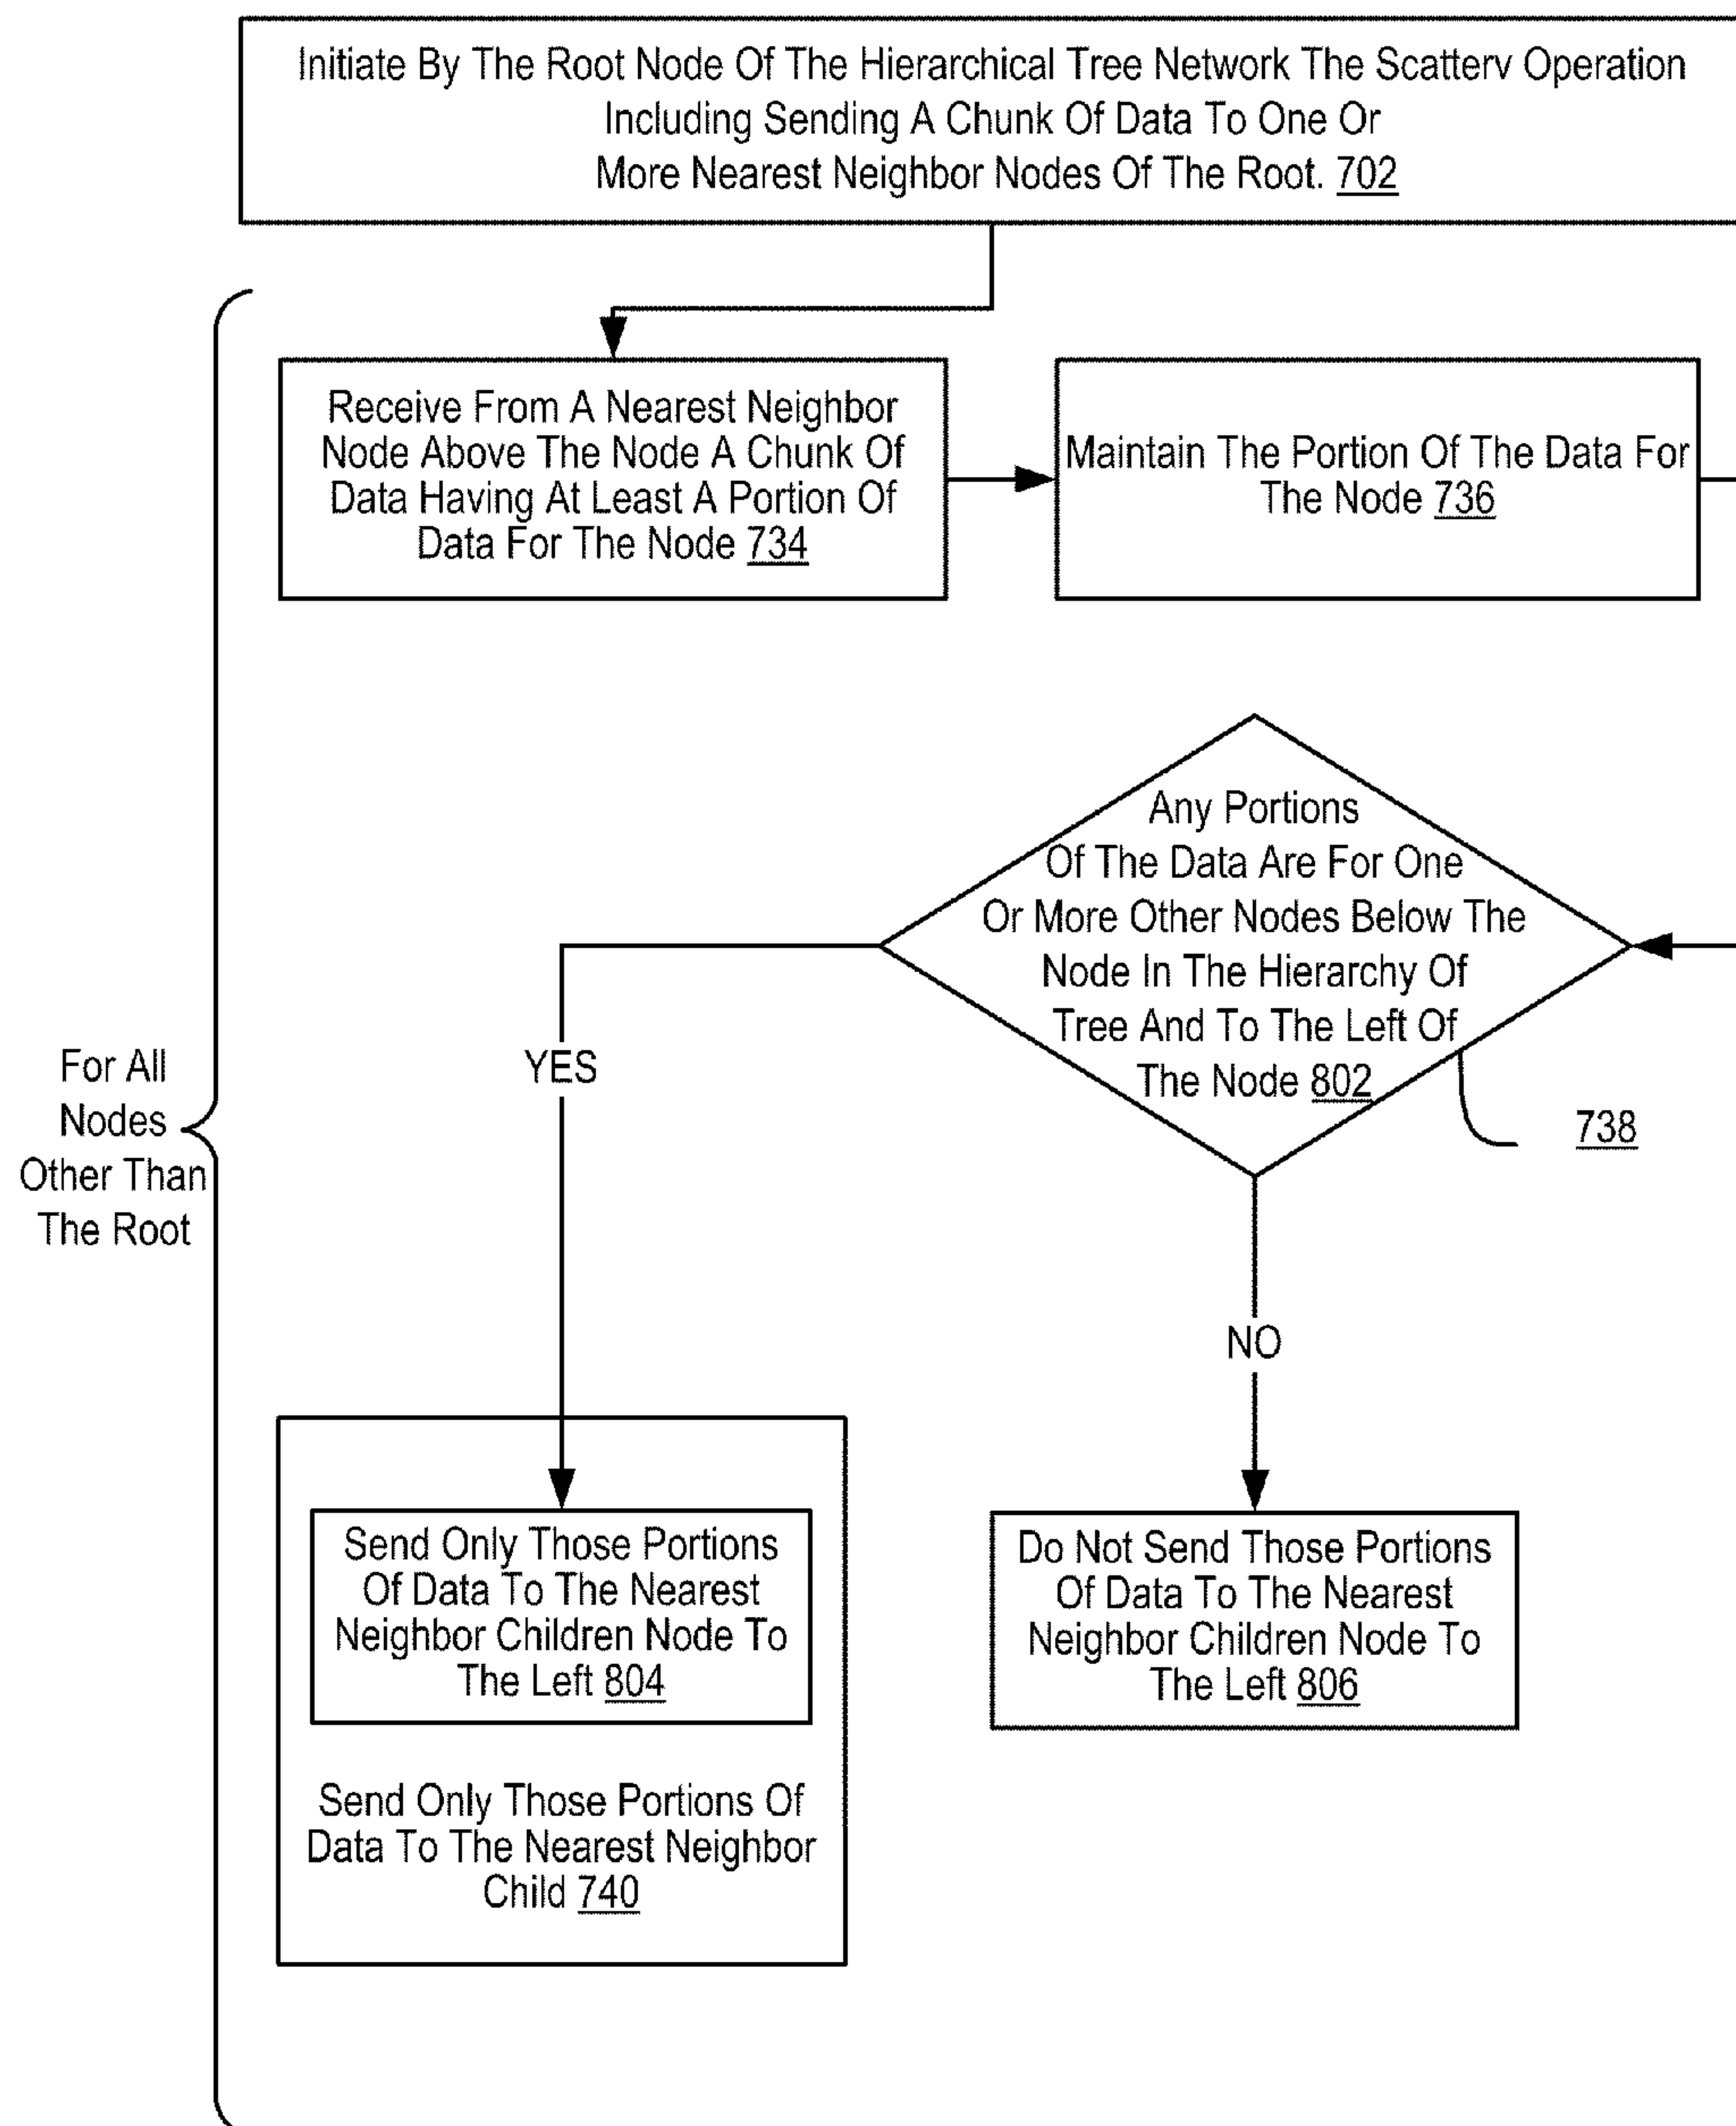 Initiate By The Root Node Of The Hierarchical Tree Network The Scatterv Operation
Including Sending A Chunk Of Data To One Or
More Nearest Neighbor Nodes Of The Root. 702
Receive From A Nearest Neighbor
Node Above The Node A Chunk Of
Data Having At Least A Portion Of
Data For The Node 734
Maintain The Portion Of The Data For
The Node 736
Any Portions
Of The Data Are For One
Or More Other Nodes Below The
Node In The Hierarchy Of
Tree And To The Left Of
The Node 802
738
For All
Nodes
Other Than
The Root
YES
NO
Send Only Those Portions
Of Data To The Nearest
Neighbor Children Node To
The Left 804
Send Only Those Portions Of
Data To The Nearest Neighbor
Child 740
Do Not Send Those Portions
Of Data To The Nearest
Neighbor Children Node To
The Left 806